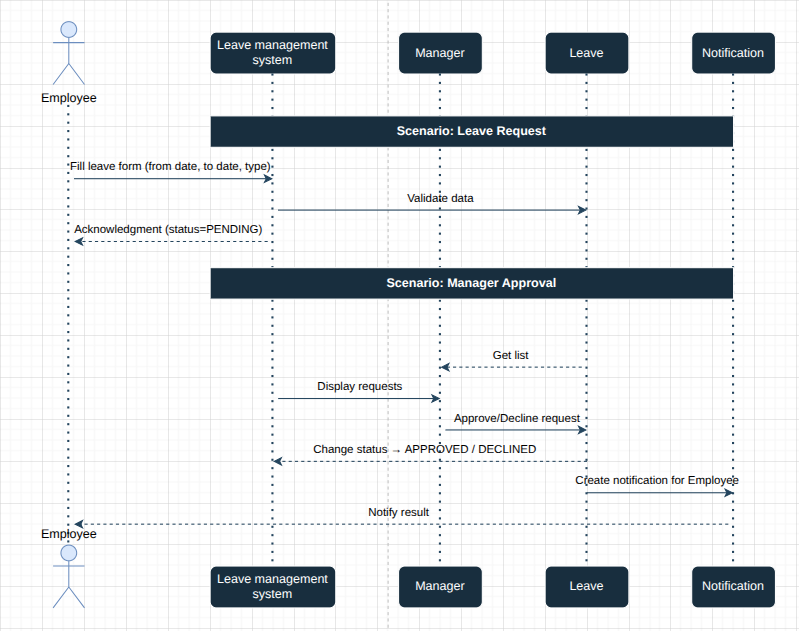 Leave management
system
Manager
Leave
Notification
Employee
Scenario: Leave Request
Fill leave form (from date, to date, type)
Validate data
Acknowledgment (status=PENDING)
Scenario: Manager Approval
Get list
Display requests
Approve/Decline request
Change status → APPROVED / DECLINED
Create notification for Employee
Notify result
Employee
Leave management
system
Manager
Leave
Notification